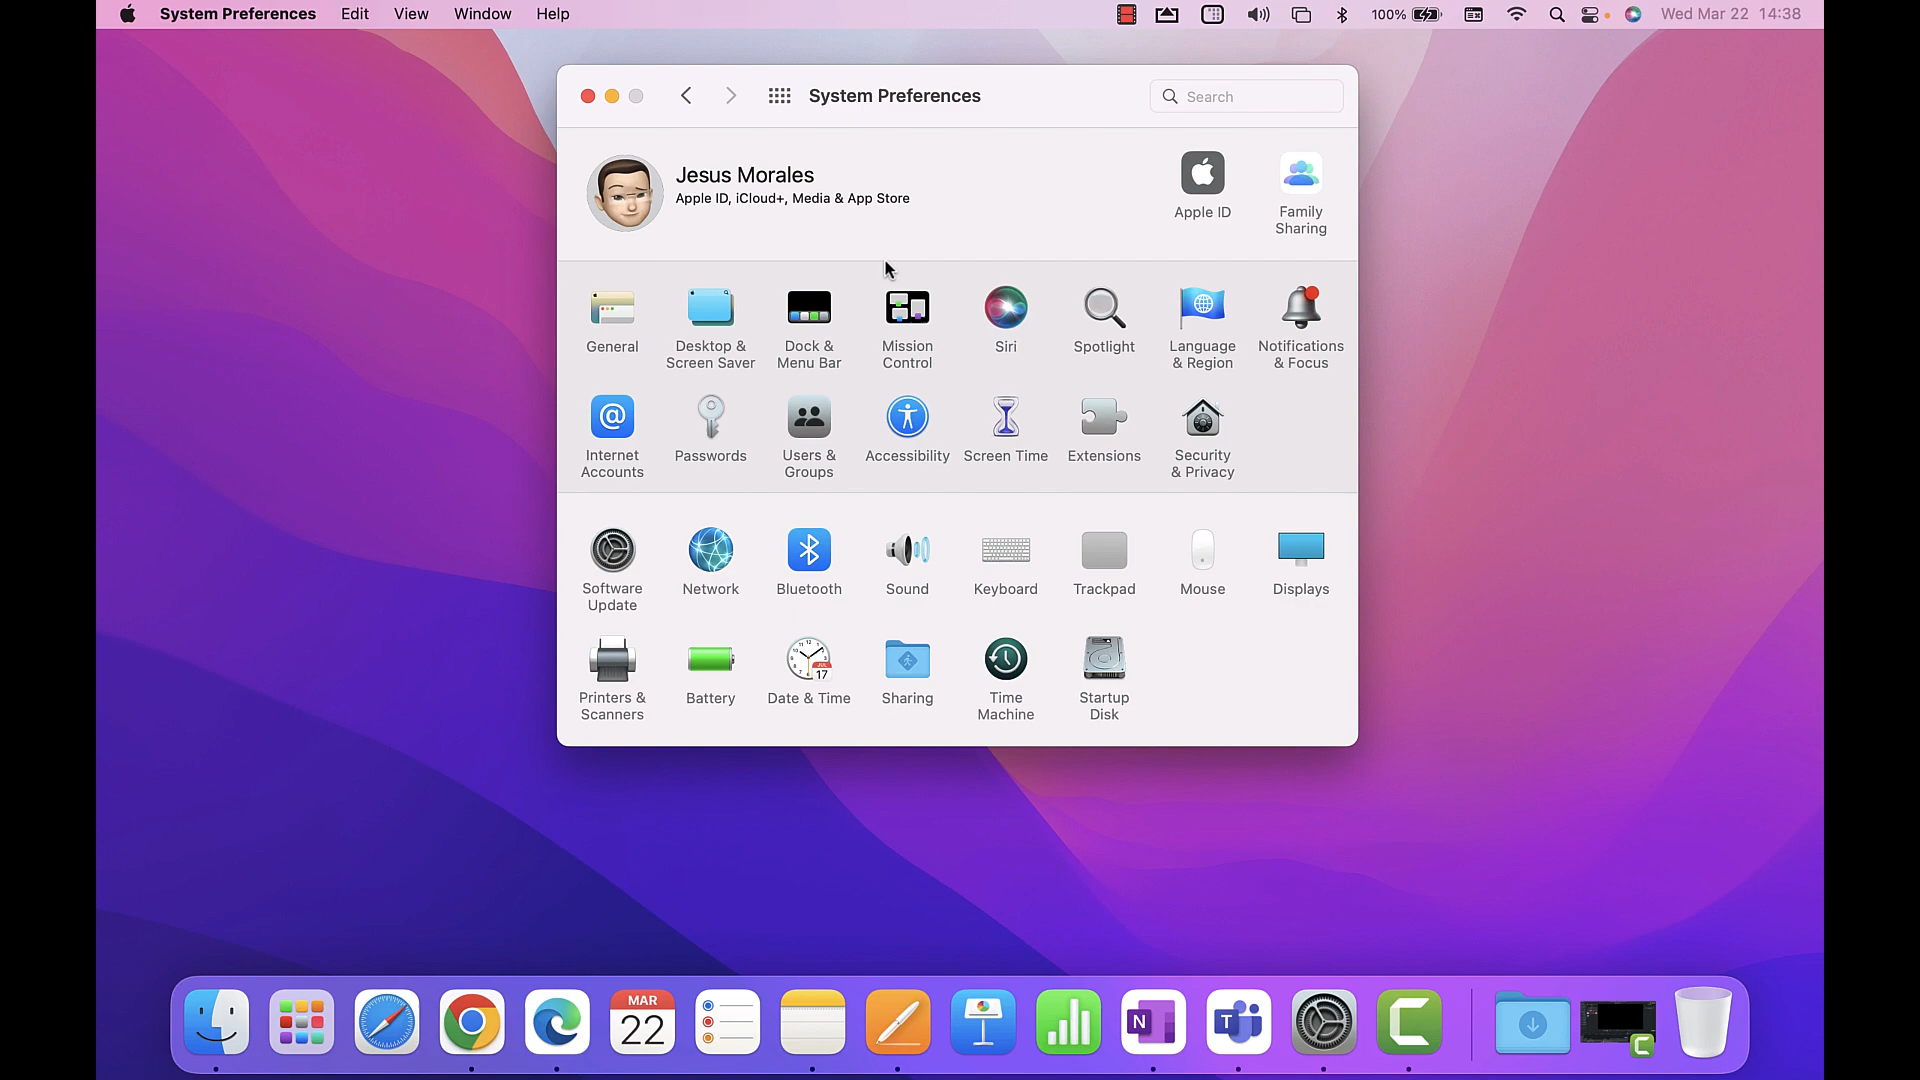 System Preferences Edit View Window Help 100% Wed Mar 22 14:38
System Preferences
Search
Jesus Morales
Apple ID, iCloud+, Media & App Store
Apple ID
Family
Sharing
General
Desktop &
Screen Saver
Dock &
Menu Bar
Mission
Control
Siri
Spotlight
Language
& Region
Notifications
& Focus
Internet
Accounts
Passwords
Users &
Groups
Accessibility
Screen Time
Extensions
Security
& Privacy
Software
Update
Network
Bluetooth
Sound
Keyboard
Trackpad
Mouse
Displays
Printers &
Scanners
Battery
JUL
17
Date & Time
Sharing
Time
Machine
Startup
Disk
MAR
22
N
T
C
C